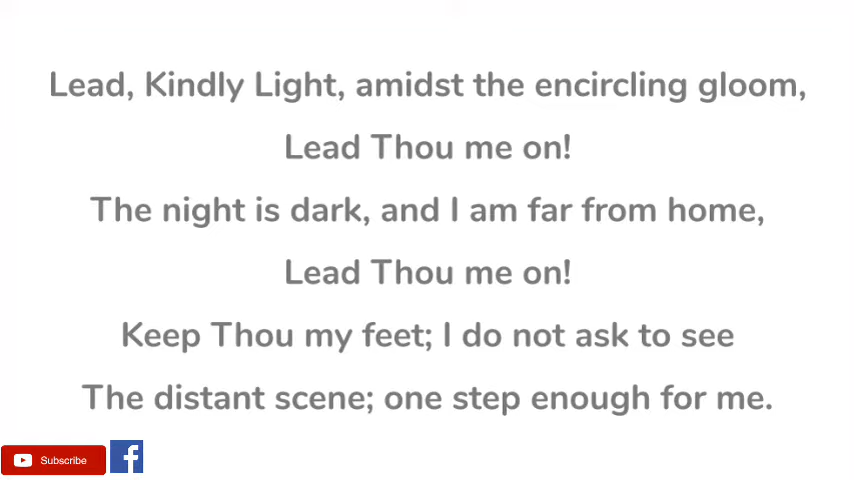 Lead, Kindly Light, amidst the encircling gloom,
Lead Thou me on!
The night is dark, and I am far from home,
Lead Thou me on!
Keep Thou my feet; I do not ask to see
The distant scene; one step enough for me.
Subscribe